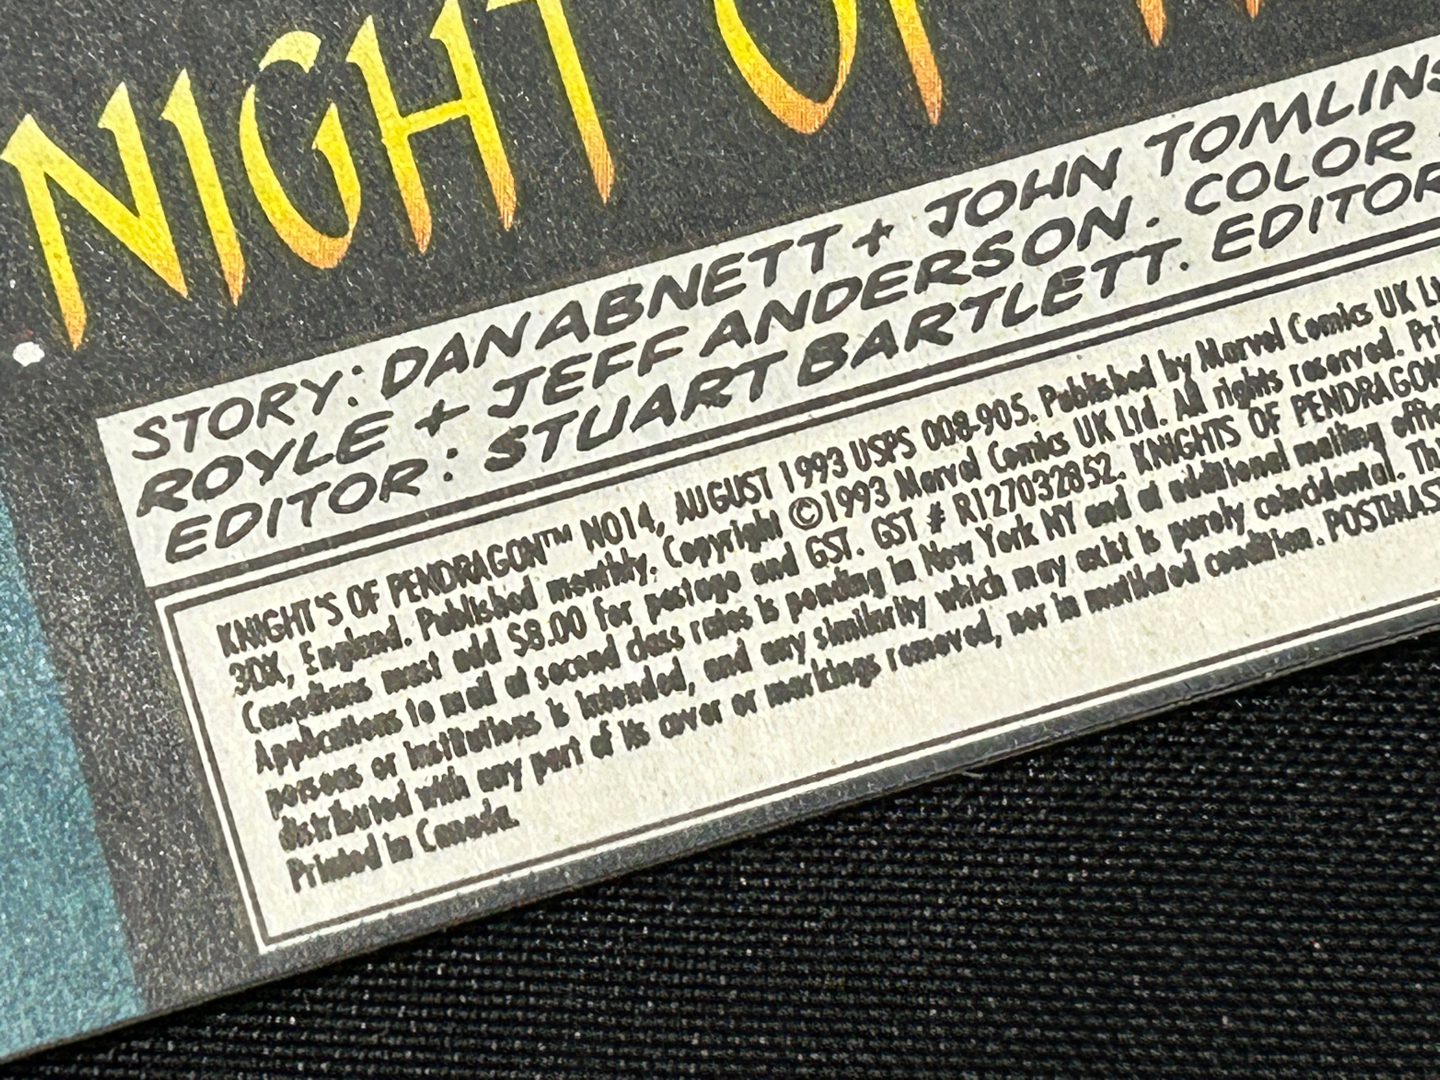 NIGHT OF
STORY: DAN ABNETT + JOHN TOMLINS
ROYLE + JEFF ANDERSON. COLOR
EDITOR: STUART BARTLETT. EDITOR
KNIGHT'S OF PENDRAGON™ NO14, AUGUST 1993 USPS 008-905. Published by Marvel Comics UK Lt
3DX, England. Published monthly. Copyright ©1993 Marvel Comics UK Ltd. All rights reserved. Pri
Canadians must add $8.00 for postage and GST. GST # R127032852. KNIGHTS OF PENDRAGON
Applications to mail at second class rates is pending in New York NY and at additional mailing offic
persons or institutions is intended, and any similarity which may exist is purely coincidental. Thi
distributed with any part of its cover or markings removed, nor in mutilated condition. POSTMAST
Printed in Canada.